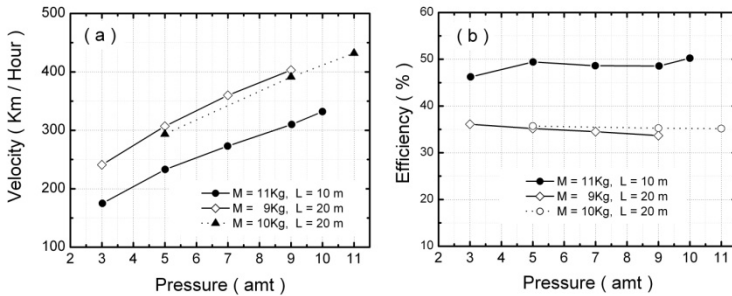 ( a )
Velocity ( Km / Hour )
500
400
300
200
100
M = 11Kg, L = 10 m
M = 9Kg, L = 20 m
M = 10Kg, L = 20 m
2 3 4 5 6 7 8 9 10 11
Pressure ( amt )
( b )
Efficiency ( % )
60
50
40
30
20
10
M = 11Kg, L = 10 m
M = 9Kg, L = 20 m
M = 10Kg, L = 20 m
2 3 4 5 6 7 8 9 10 11
Pressure ( amt )